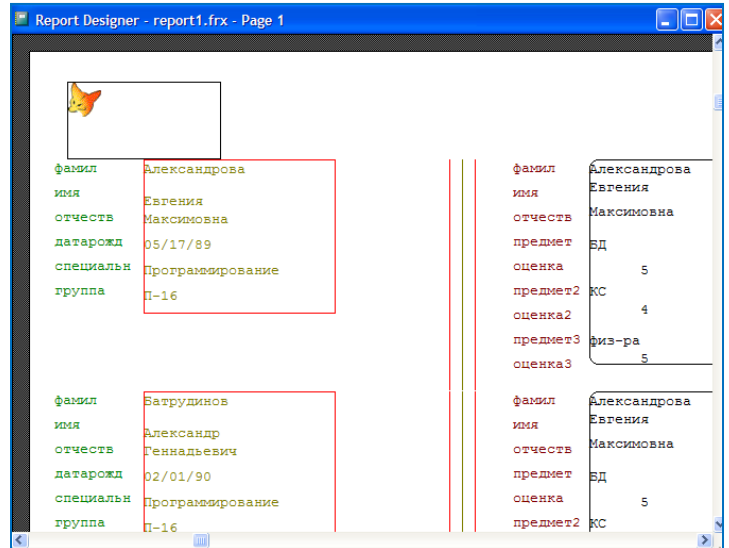 Report Designer - report1.frx - Page 1
фамил Александрова
имя Евгения
отчеств Максимовна
датарожд 05/17/89
специальн Программирование
группа П-16
фамил Александрова
имя Евгения
отчеств Максимовна
предмет БД
оценка 5
предмет2 КС
оценка2 4
предмет3 физ-ра
оценка3 5
фамил Батрудинов
имя Александр
отчеств Геннадьевич
датарожд 02/01/90
специальн Программирование
группа П-16
фамил Александрова
имя Евгения
отчеств Максимовна
предмет БД
оценка 5
предмет2 КС